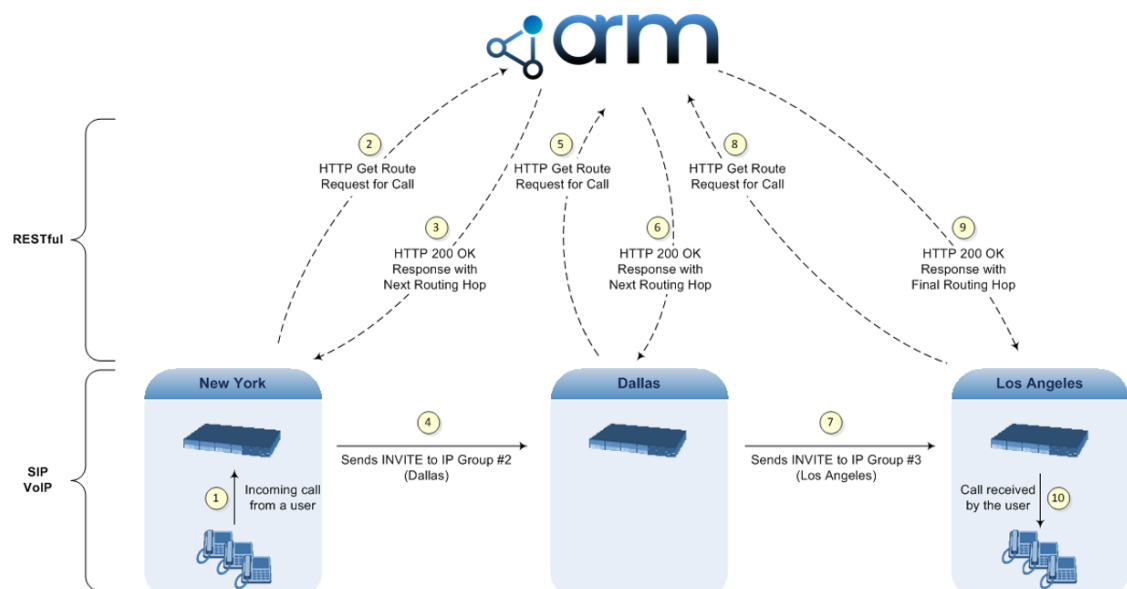 arm
2
HTTP Get Route
Request for Call
3
HTTP 200 OK
Response with
Next Routing Hop
5
HTTP Get Route
Request for Call
6
HTTP 200 OK
Response with
Next Routing Hop
8
HTTP Get Route
Request for Call
9
HTTP 200 OK
Response with
Final Routing Hop
RESTful
SIP
VoIP
New York
1
Incoming call
from a user
4
Sends INVITE to IP Group #2
(Dallas)
Dallas
7
Sends INVITE to IP Group #3
(Los Angeles)
Los Angeles
Call received
by the user
10